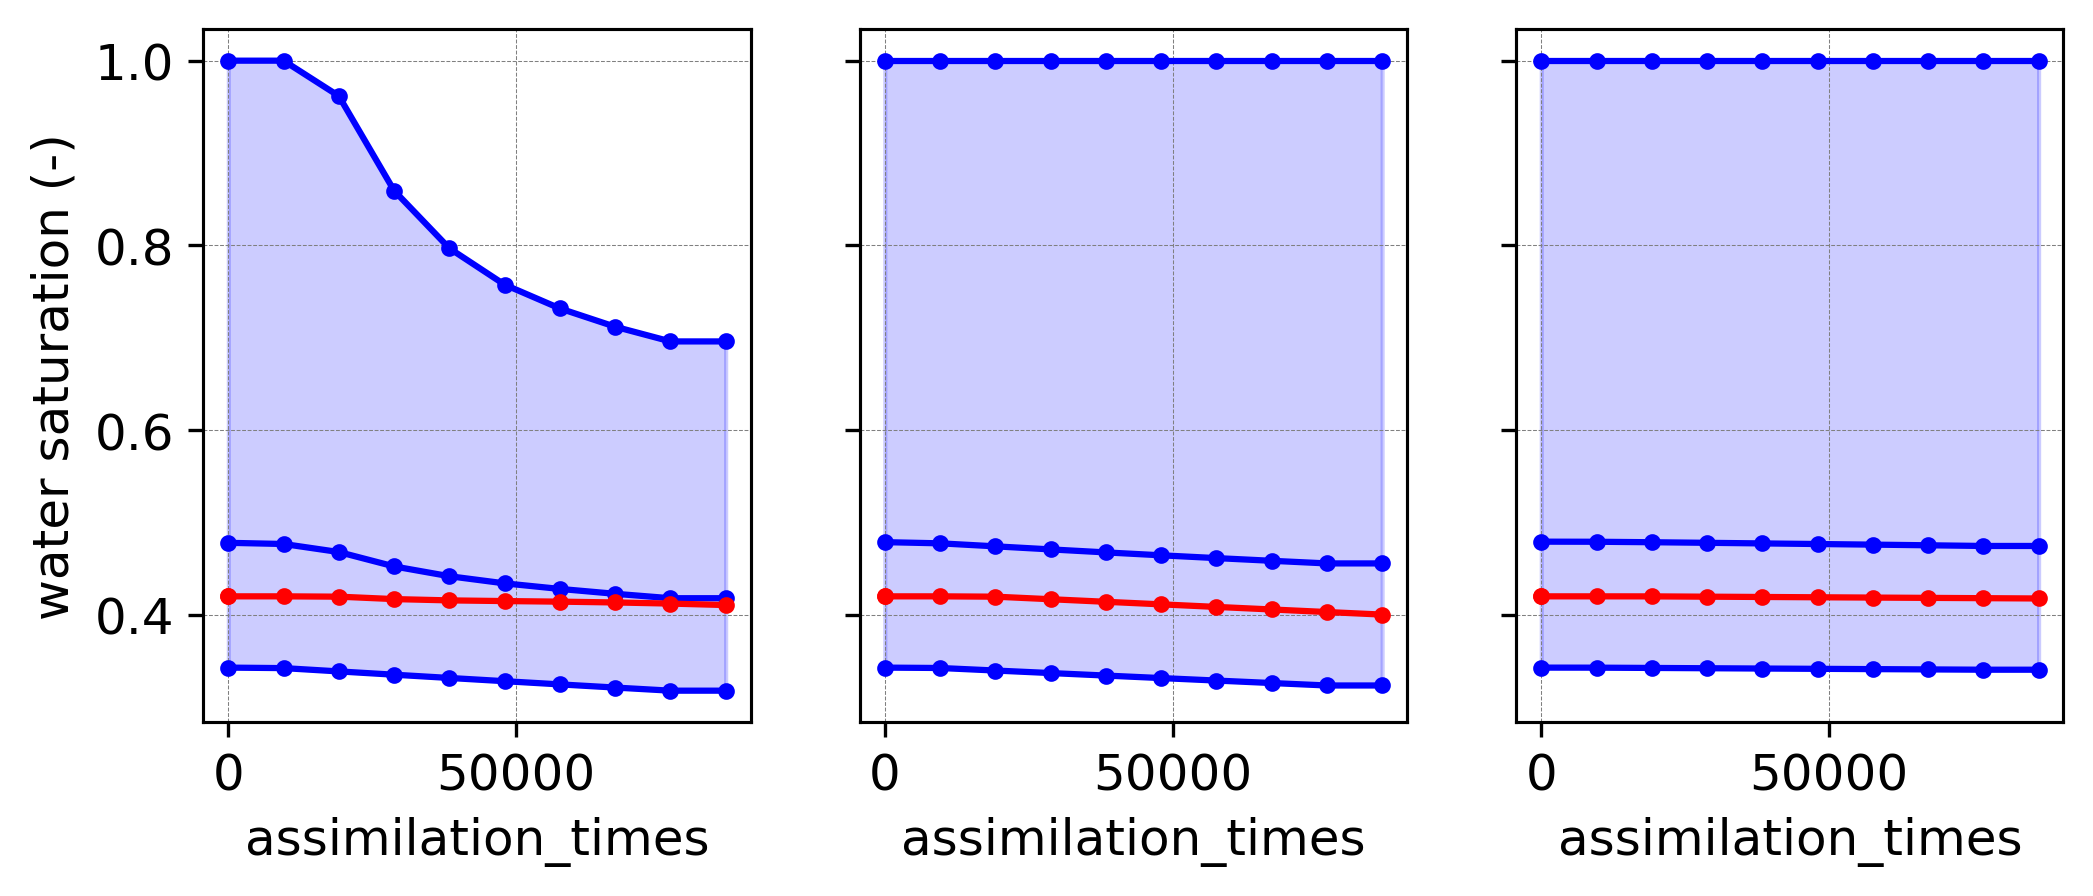 water saturation (-)
1.0
0.8
0.6
0.4
0 50000
assimilation_times
0 50000
assimilation_times
0 50000
assimilation_times